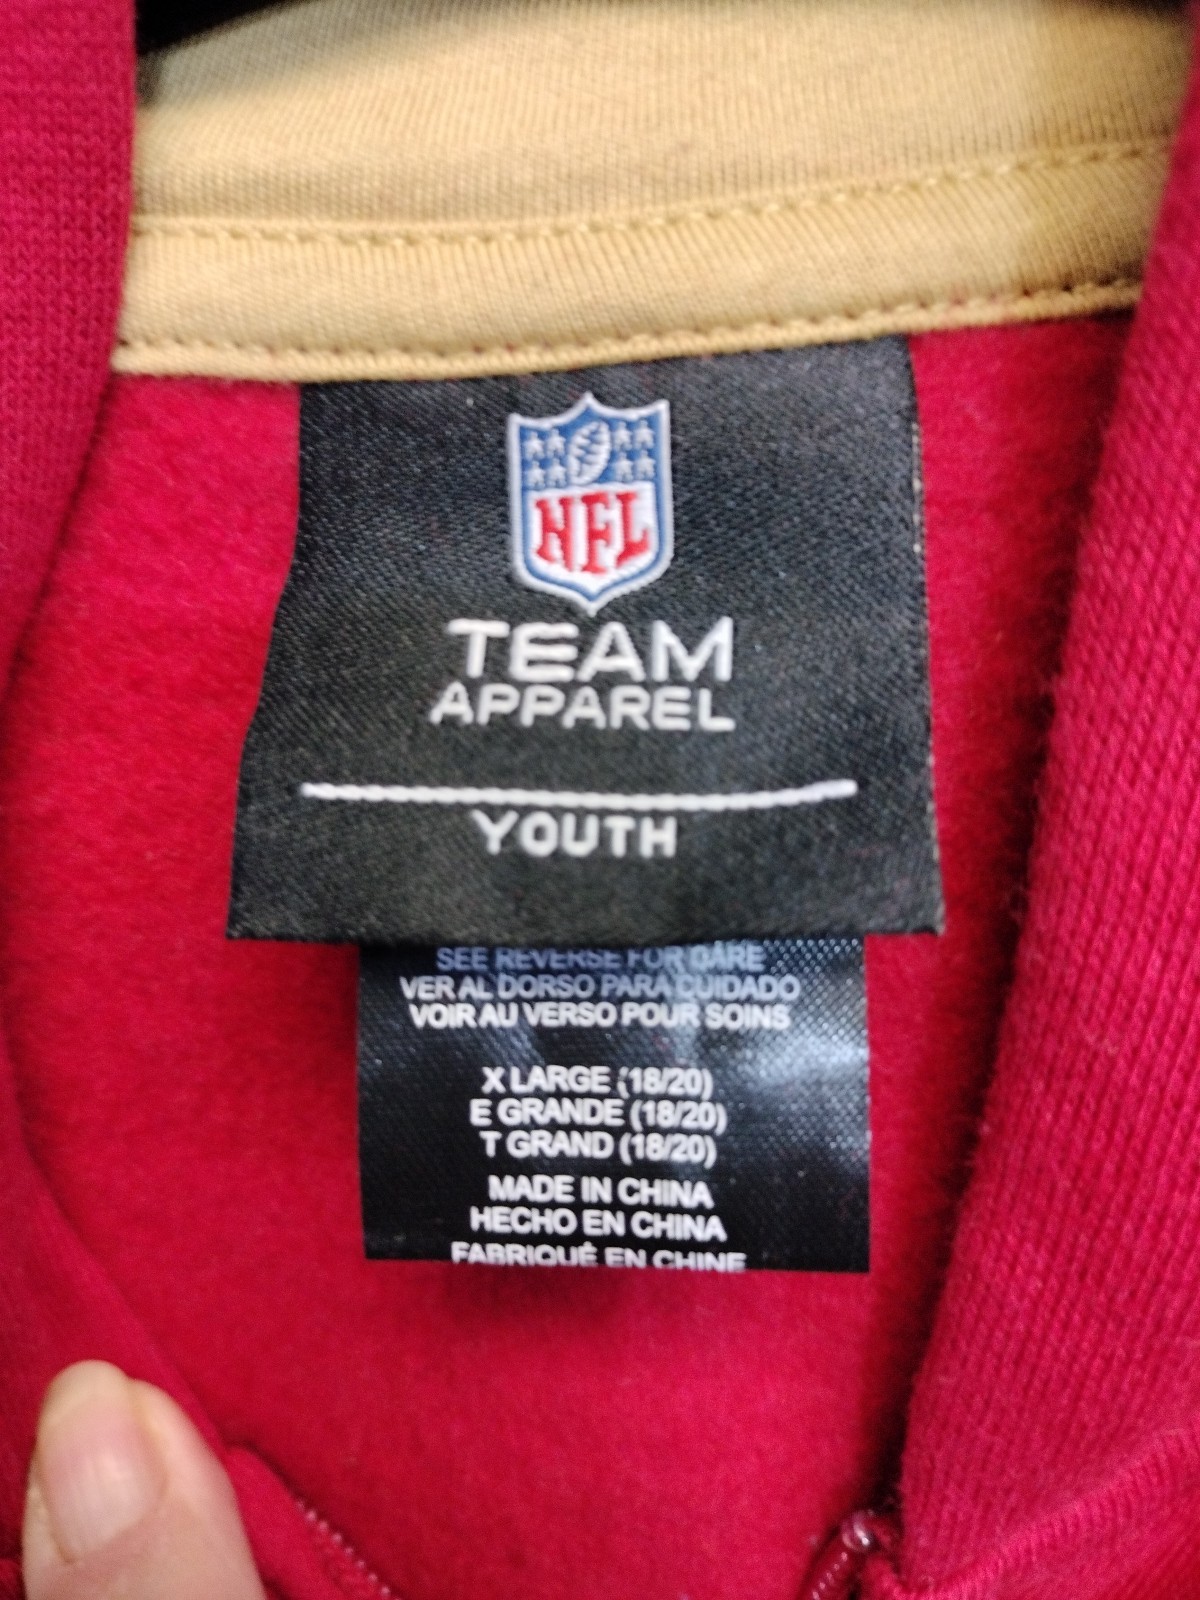 NFL
TEAM
APPAREL
YOUTH
SEE REVERSE FOR CARE
VER AL DORSO PARA CUIDADO
VOIR AU VERSO POUR SOINS
X LARGE (18/20)
E GRANDE (18/20)
T GRAND (18/20)
MADE IN CHINA
HECHO EN CHINA
FABRIQUÉ EN CHINE